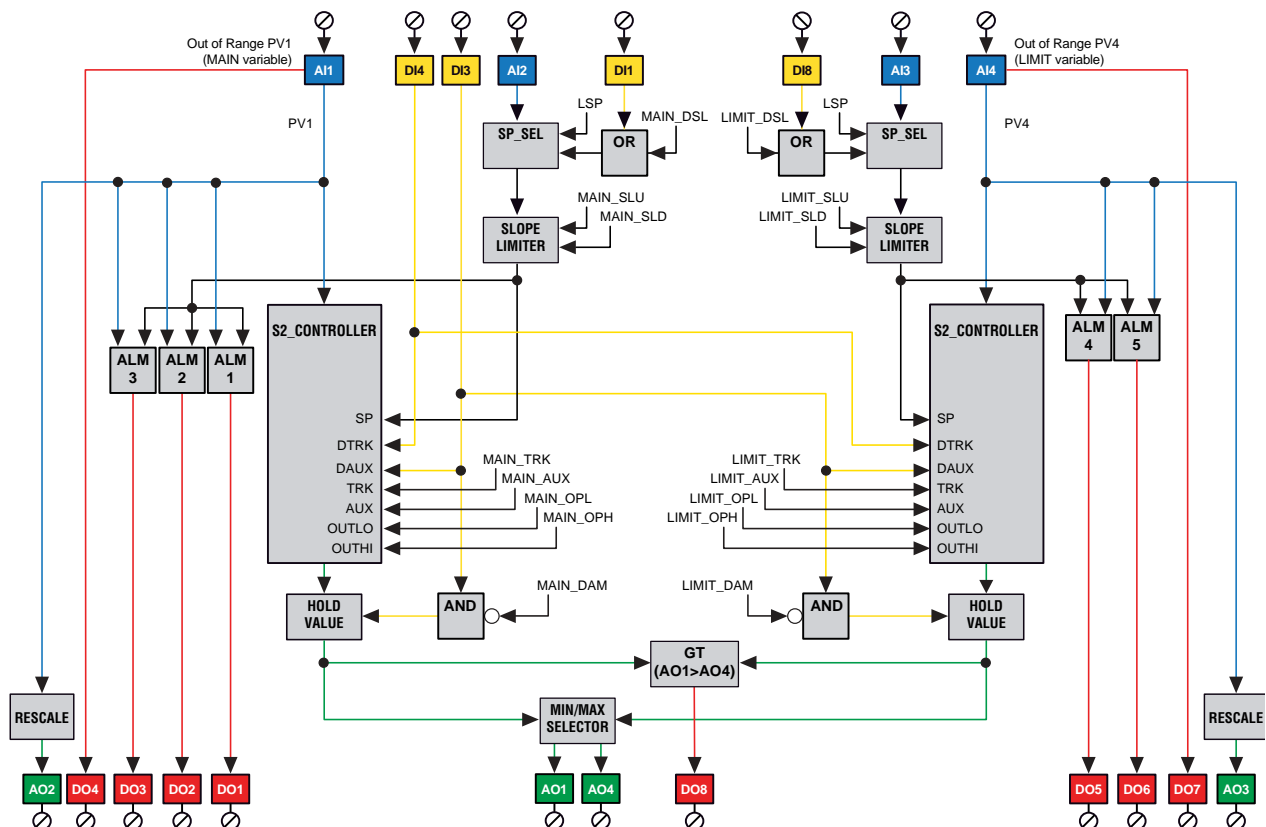 Out of Range PV1
(MAIN variable)
AI1
DI4
DI3
AI2
DI1
DI8
AI3
AI4
Out of Range PV4
(LIMIT variable)
PV1
LSP
MAIN_DSL
SP_SEL
OR
LIMIT_DSL
LSP
OR
SP_SEL
PV4
MAIN_SLU
MAIN_SLD
SLOPE
LIMITER
LIMIT_SLU
LIMIT_SLD
SLOPE
LIMITER
S2_CONTROLLER
S2_CONTROLLER
ALM
3
ALM
2
ALM
1
ALM
4
ALM
5
SP
DTRK
DAUX
TRK
AUX
OUTLO
OUTHI
MAIN_TRK
MAIN_AUX
MAIN_OPL
MAIN_OPH
LIMIT_TRK
LIMIT_AUX
LIMIT_OPL
LIMIT_OPH
SP
DTRK
DAUX
TRK
AUX
OUTLO
OUTHI
HOLD
VALUE
AND
MAIN_DAM
LIMIT_DAM
AND
HOLD
VALUE
GT
(AO1>AO4)
RESCALE
MIN/MAX
SELECTOR
RESCALE
AO2
DO4
DO3
DO2
DO1
AO1
AO4
DO8
DO5
DO6
DO7
AO3